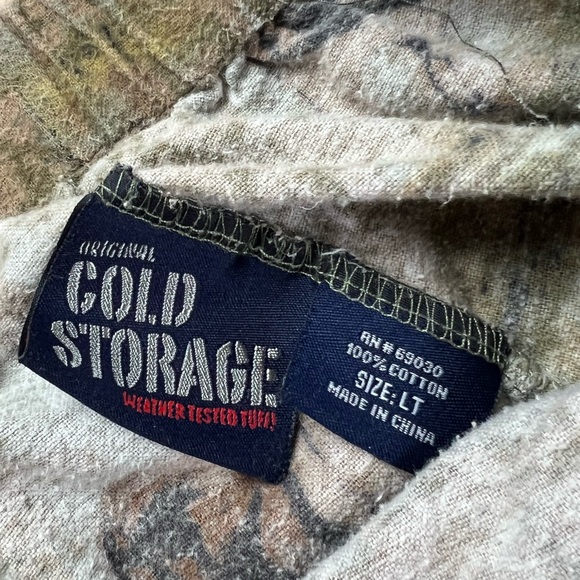 ORIGINAL
COLD
STORAGE
WEATHER TESTED TUFF!
RN # 69030
100% COTTON
SIZE: LT
MADE IN CHINA